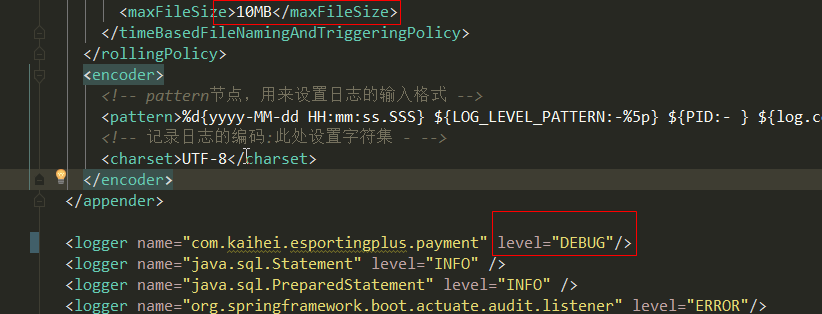 <maxFileSize>10MB</maxFileSize>
</timeBasedFileNamingAndTriggeringPolicy>
</rollingPolicy>
<encoder>
<!-- pattern节点，用来设置日志的输入格式 -->
<pattern>%d{yyyy-MM-dd HH:mm:ss.SSS} ${LOG_LEVEL_PATTERN:-%5p} ${PID:- } ${log.co
<!-- 记录日志的编码:此处设置字符集 - -->
<charset>UTF-8</charset>
</encoder>
</appender>
<logger name="com.kaihei.esportingplus.payment" level="DEBUG"/>
<logger name="java.sql.Statement" level="INFO" />
<logger name="java.sql.PreparedStatement" level="INFO" />
<logger name="org.springframework.boot.actuate.audit.listener" level="ERROR"/>